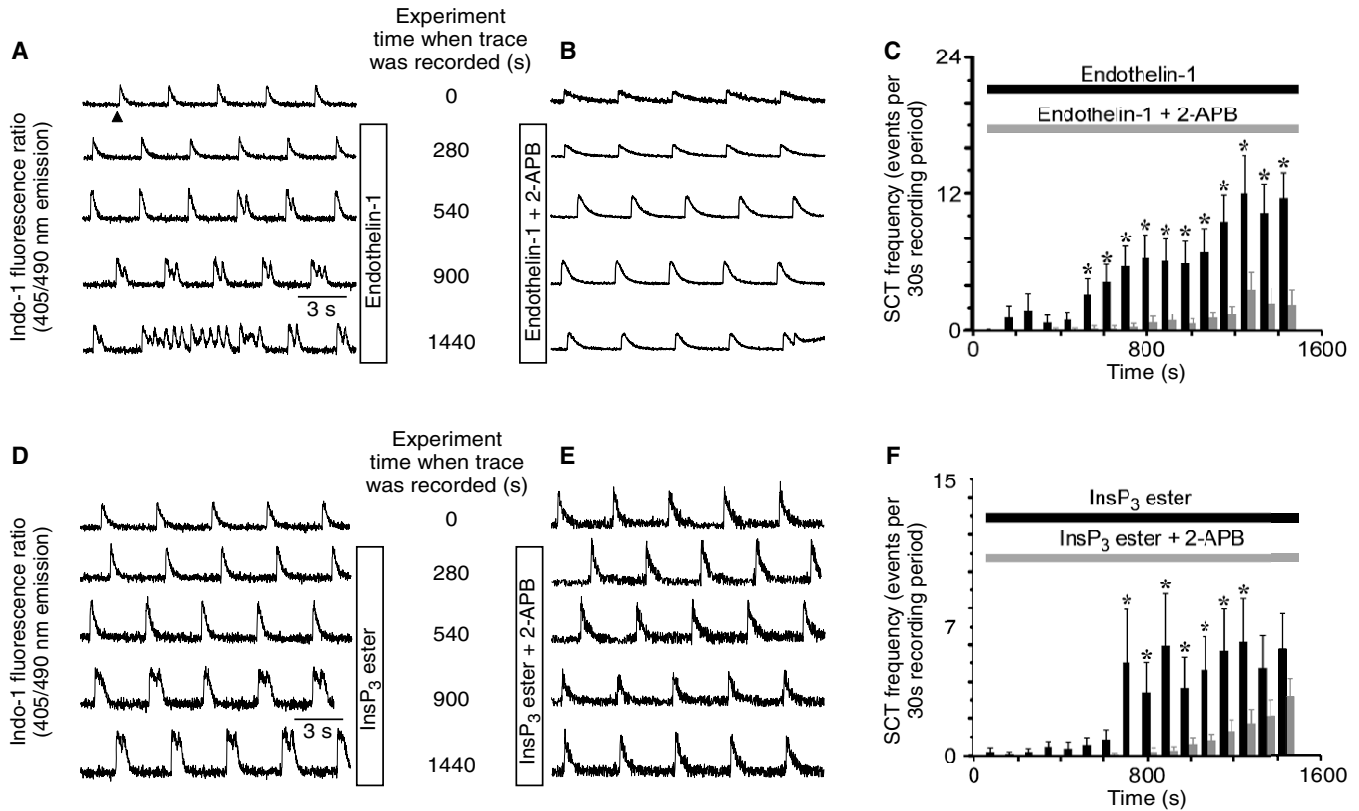 A
Experiment
time when trace
was recorded (s)
B
C
Indo-1 fluorescence ratio
(405/490 nm emission)
0
280
540
900
1440
3 s
Endothelin-1
Endothelin-1 + 2-APB
SCT frequency (events per
30s recording period)
24
12
0
Endothelin-1
Endothelin-1 + 2-APB
* * * * * * * * * * *
0
800
1600
Time (s)
D
Experiment
time when trace
was recorded (s)
E
F
Indo-1 fluorescence ratio
(405/490 nm emission)
0
280
540
900
1440
3 s
InsP3 ester
InsP3 ester + 2-APB
SCT frequency (events per
30s recording period)
15
7
0
InsP3 ester
InsP3 ester + 2-APB
* * * * * * *
0
800
1600
Time (s)